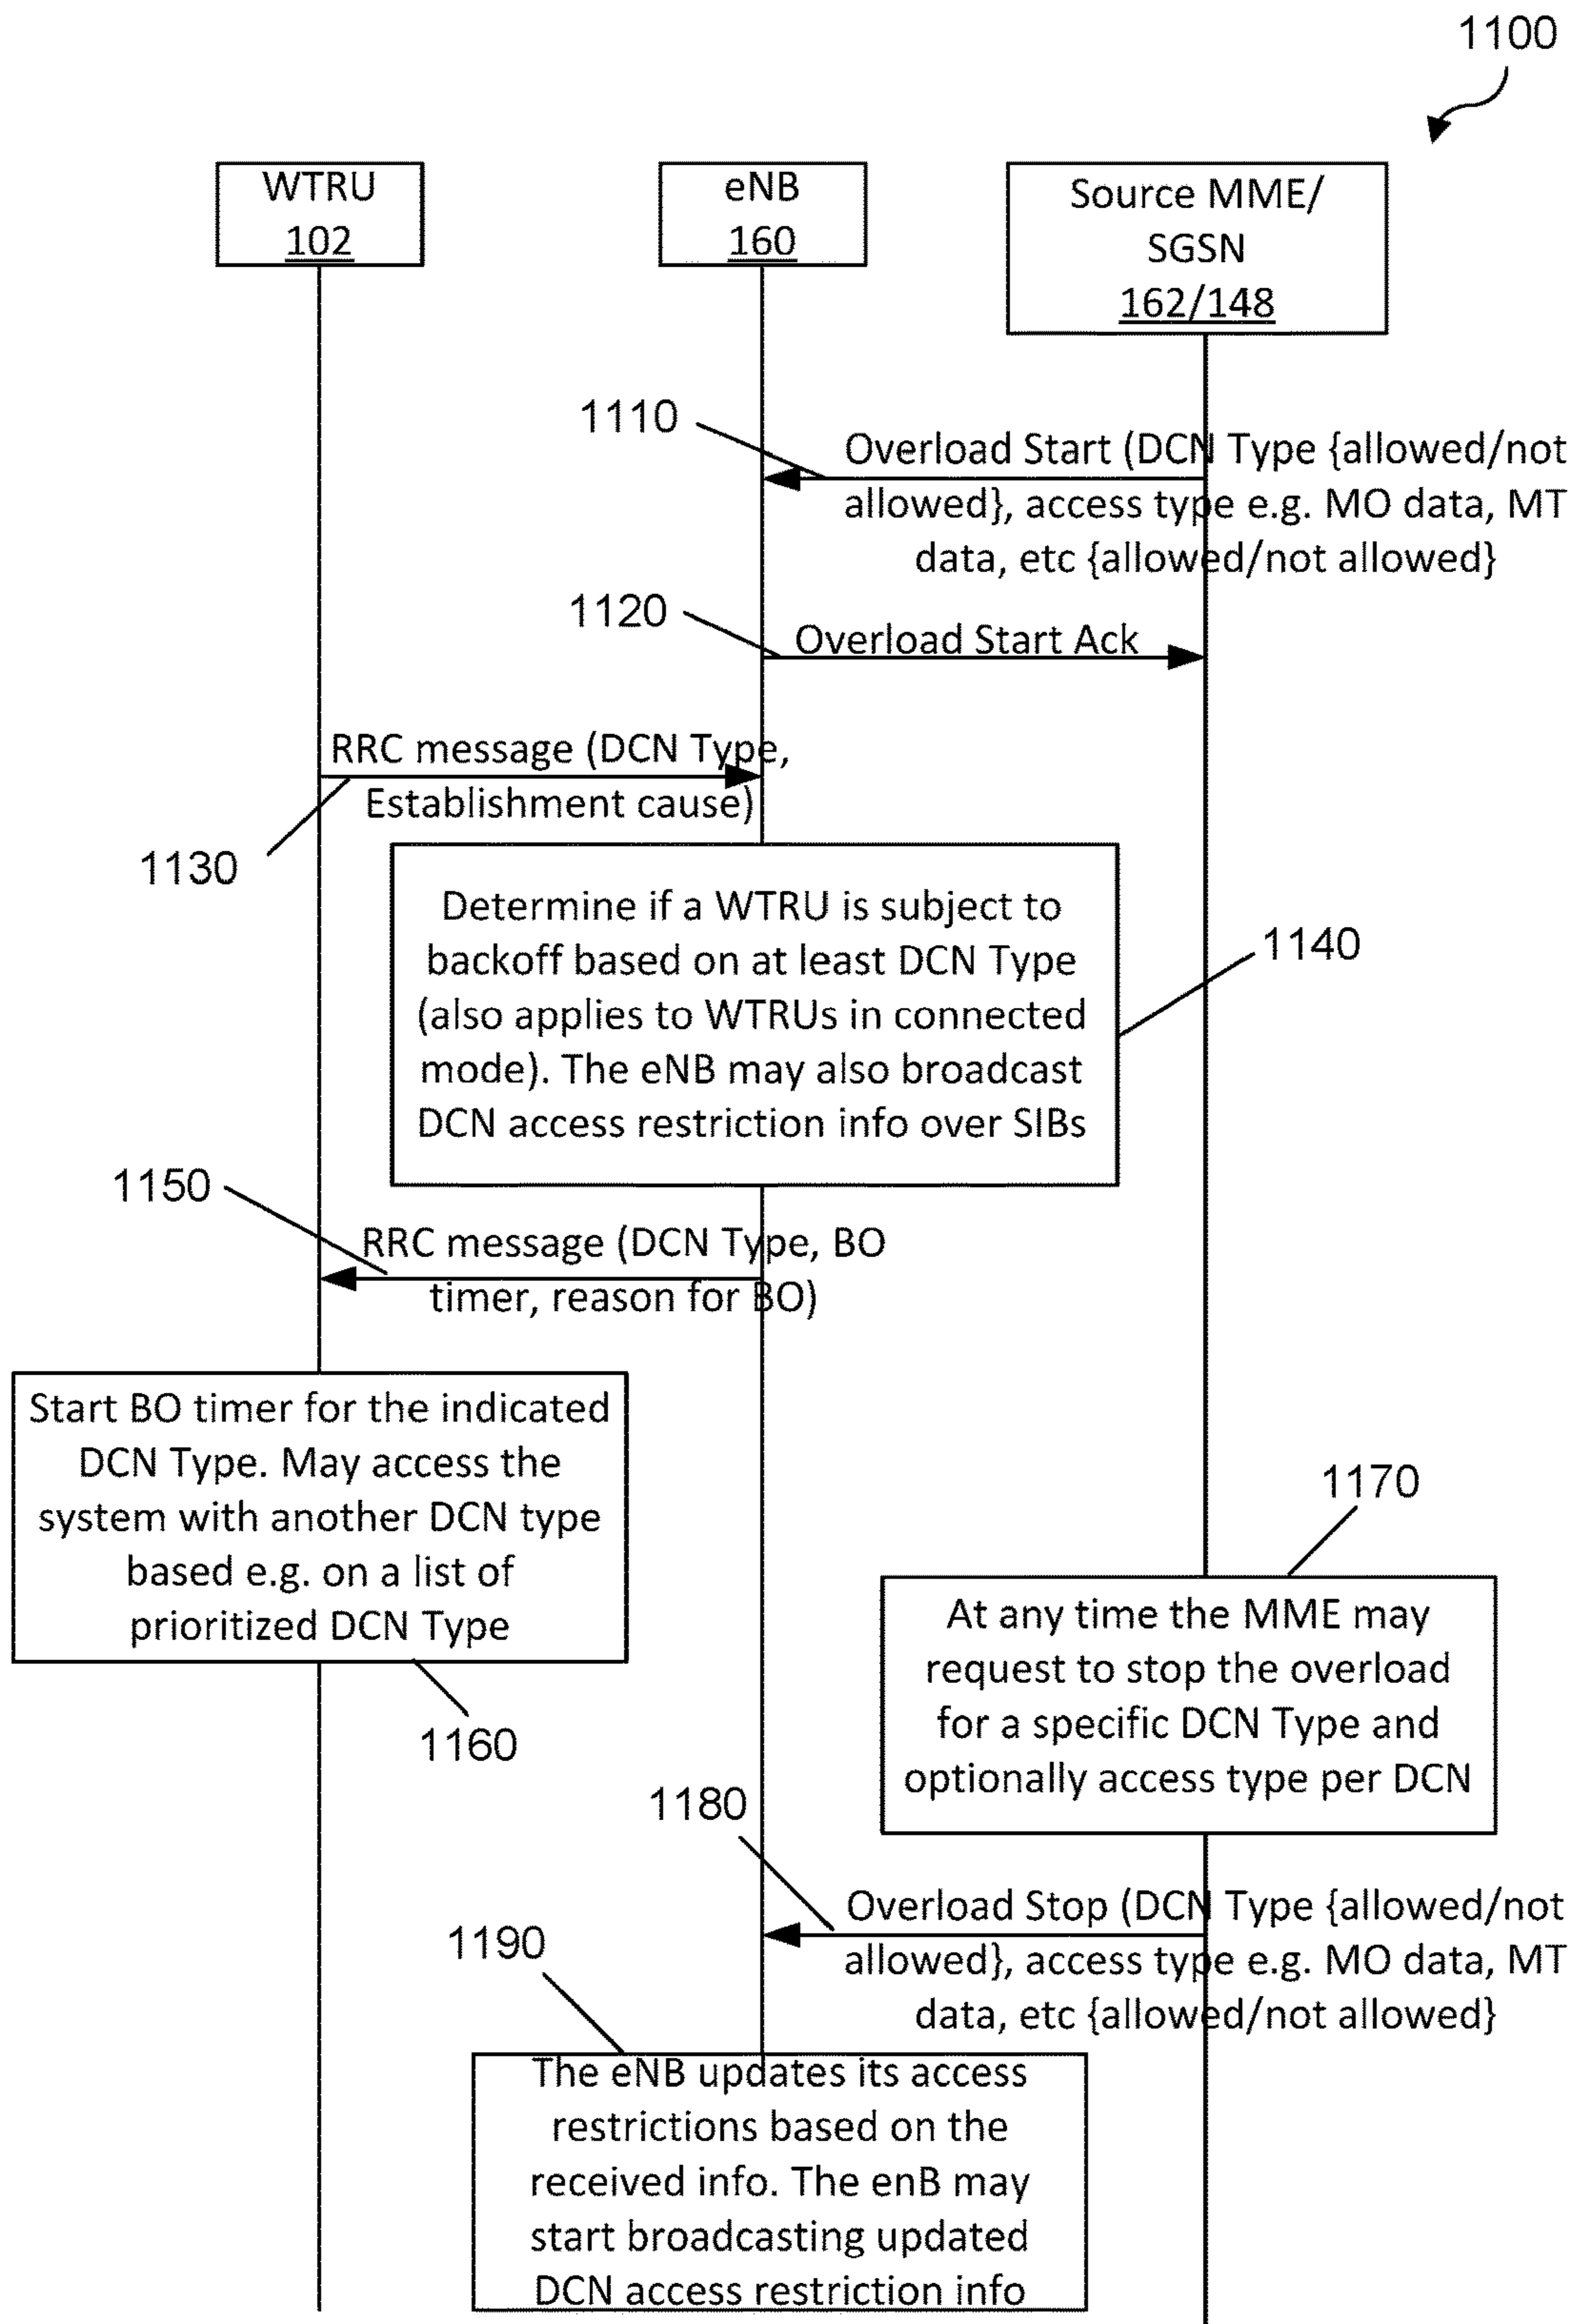 1100
WTRU
102
eNB
160
Source MME/
SGSN
162/148
1110
Overload Start (DCN Type {allowed/not
allowed}, access type e.g. MO data, MT
data, etc {allowed/not allowed}
1120
Overload Start Ack
RRC message (DCN Type,
Establishment cause)
1130
Determine if a WTRU is subject to
backoff based on at least DCN Type
(also applies to WTRUs in connected
mode). The eNB may also broadcast
DCN access restriction info over SIBs
1140
1150
RRC message (DCN Type, BO
timer, reason for BO)
Start BO timer for the indicated
DCN Type. May access the
system with another DCN type
based e.g. on a list of
prioritized DCN Type
1160
1170
At any time the MME may
request to stop the overload
for a specific DCN Type and
optionally access type per DCN
1180
Overload Stop (DCN Type {allowed/not
allowed}, access type e.g. MO data, MT
data, etc {allowed/not allowed}
1190
The eNB updates its access
restrictions based on the
received info. The enB may
start broadcasting updated
DCN access restriction info